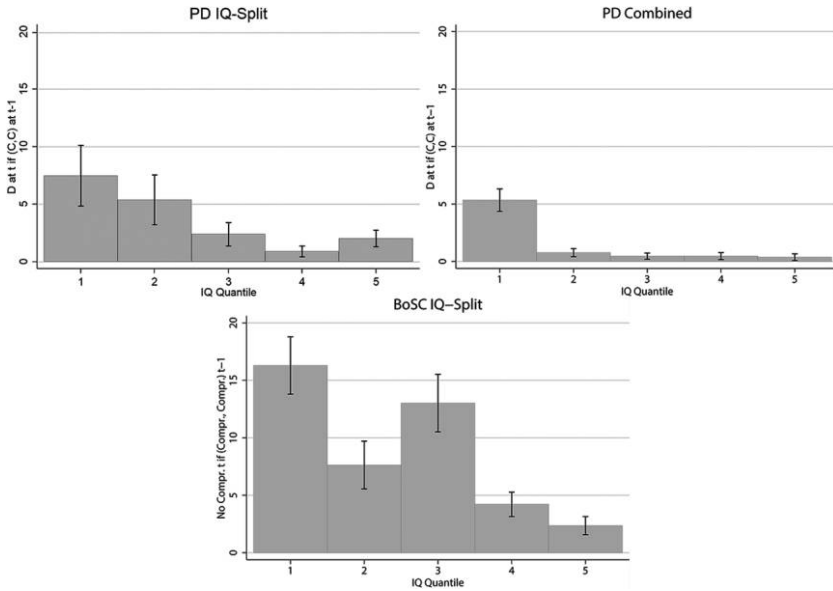 PD IQ-Split
20
15
10
5
0
D at t if (C,C) at t-1
1 2 3 4 5
IQ Quantile
PD Combined
20
15
10
5
0
D at t if (C,C) at t−1
1 2 3 4 5
IQ Quantile
BoSC IQ−Split
20
15
10
5
0
No Compr. t if (Compr., Compr.) t−1
1 2 3 4 5
IQ Quantile